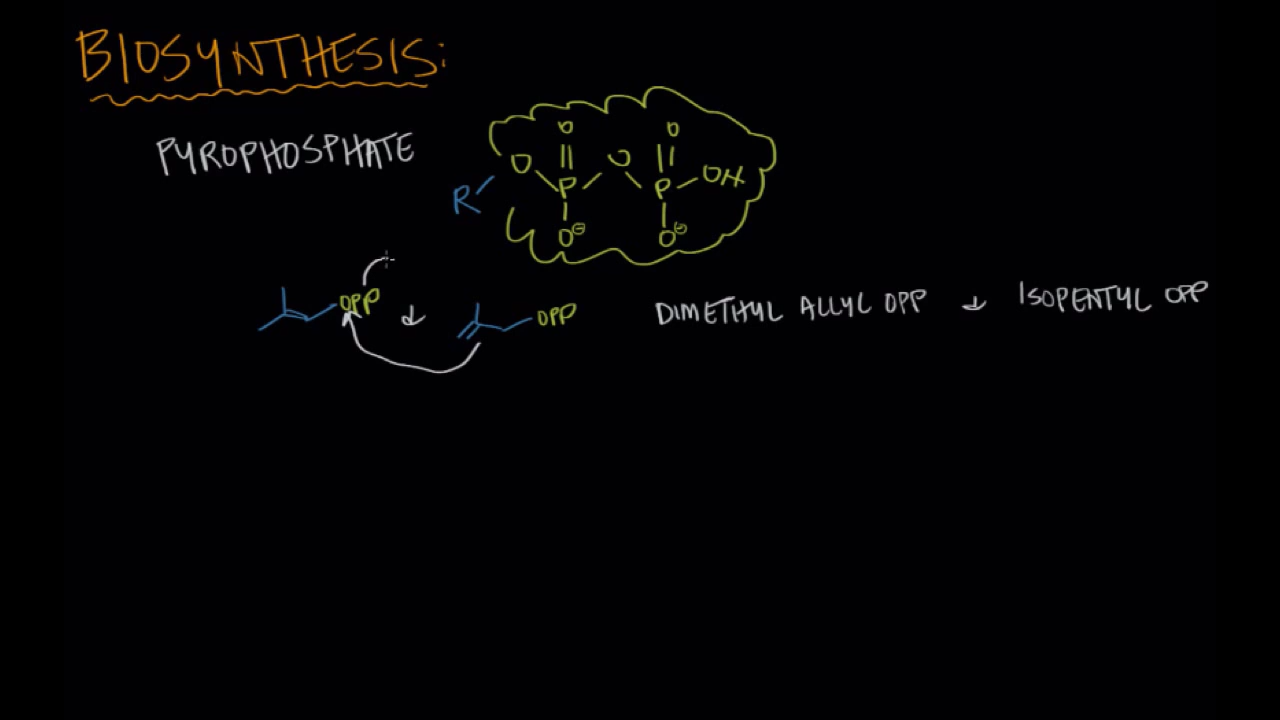 BIOSYNTHESIS:
PYROPHOSPHATE
O O
O O
R P P OH
O⊖ O⊖
OPP & OPP DIMETHYL ALLYL OPP & ISOPENTYL OPP